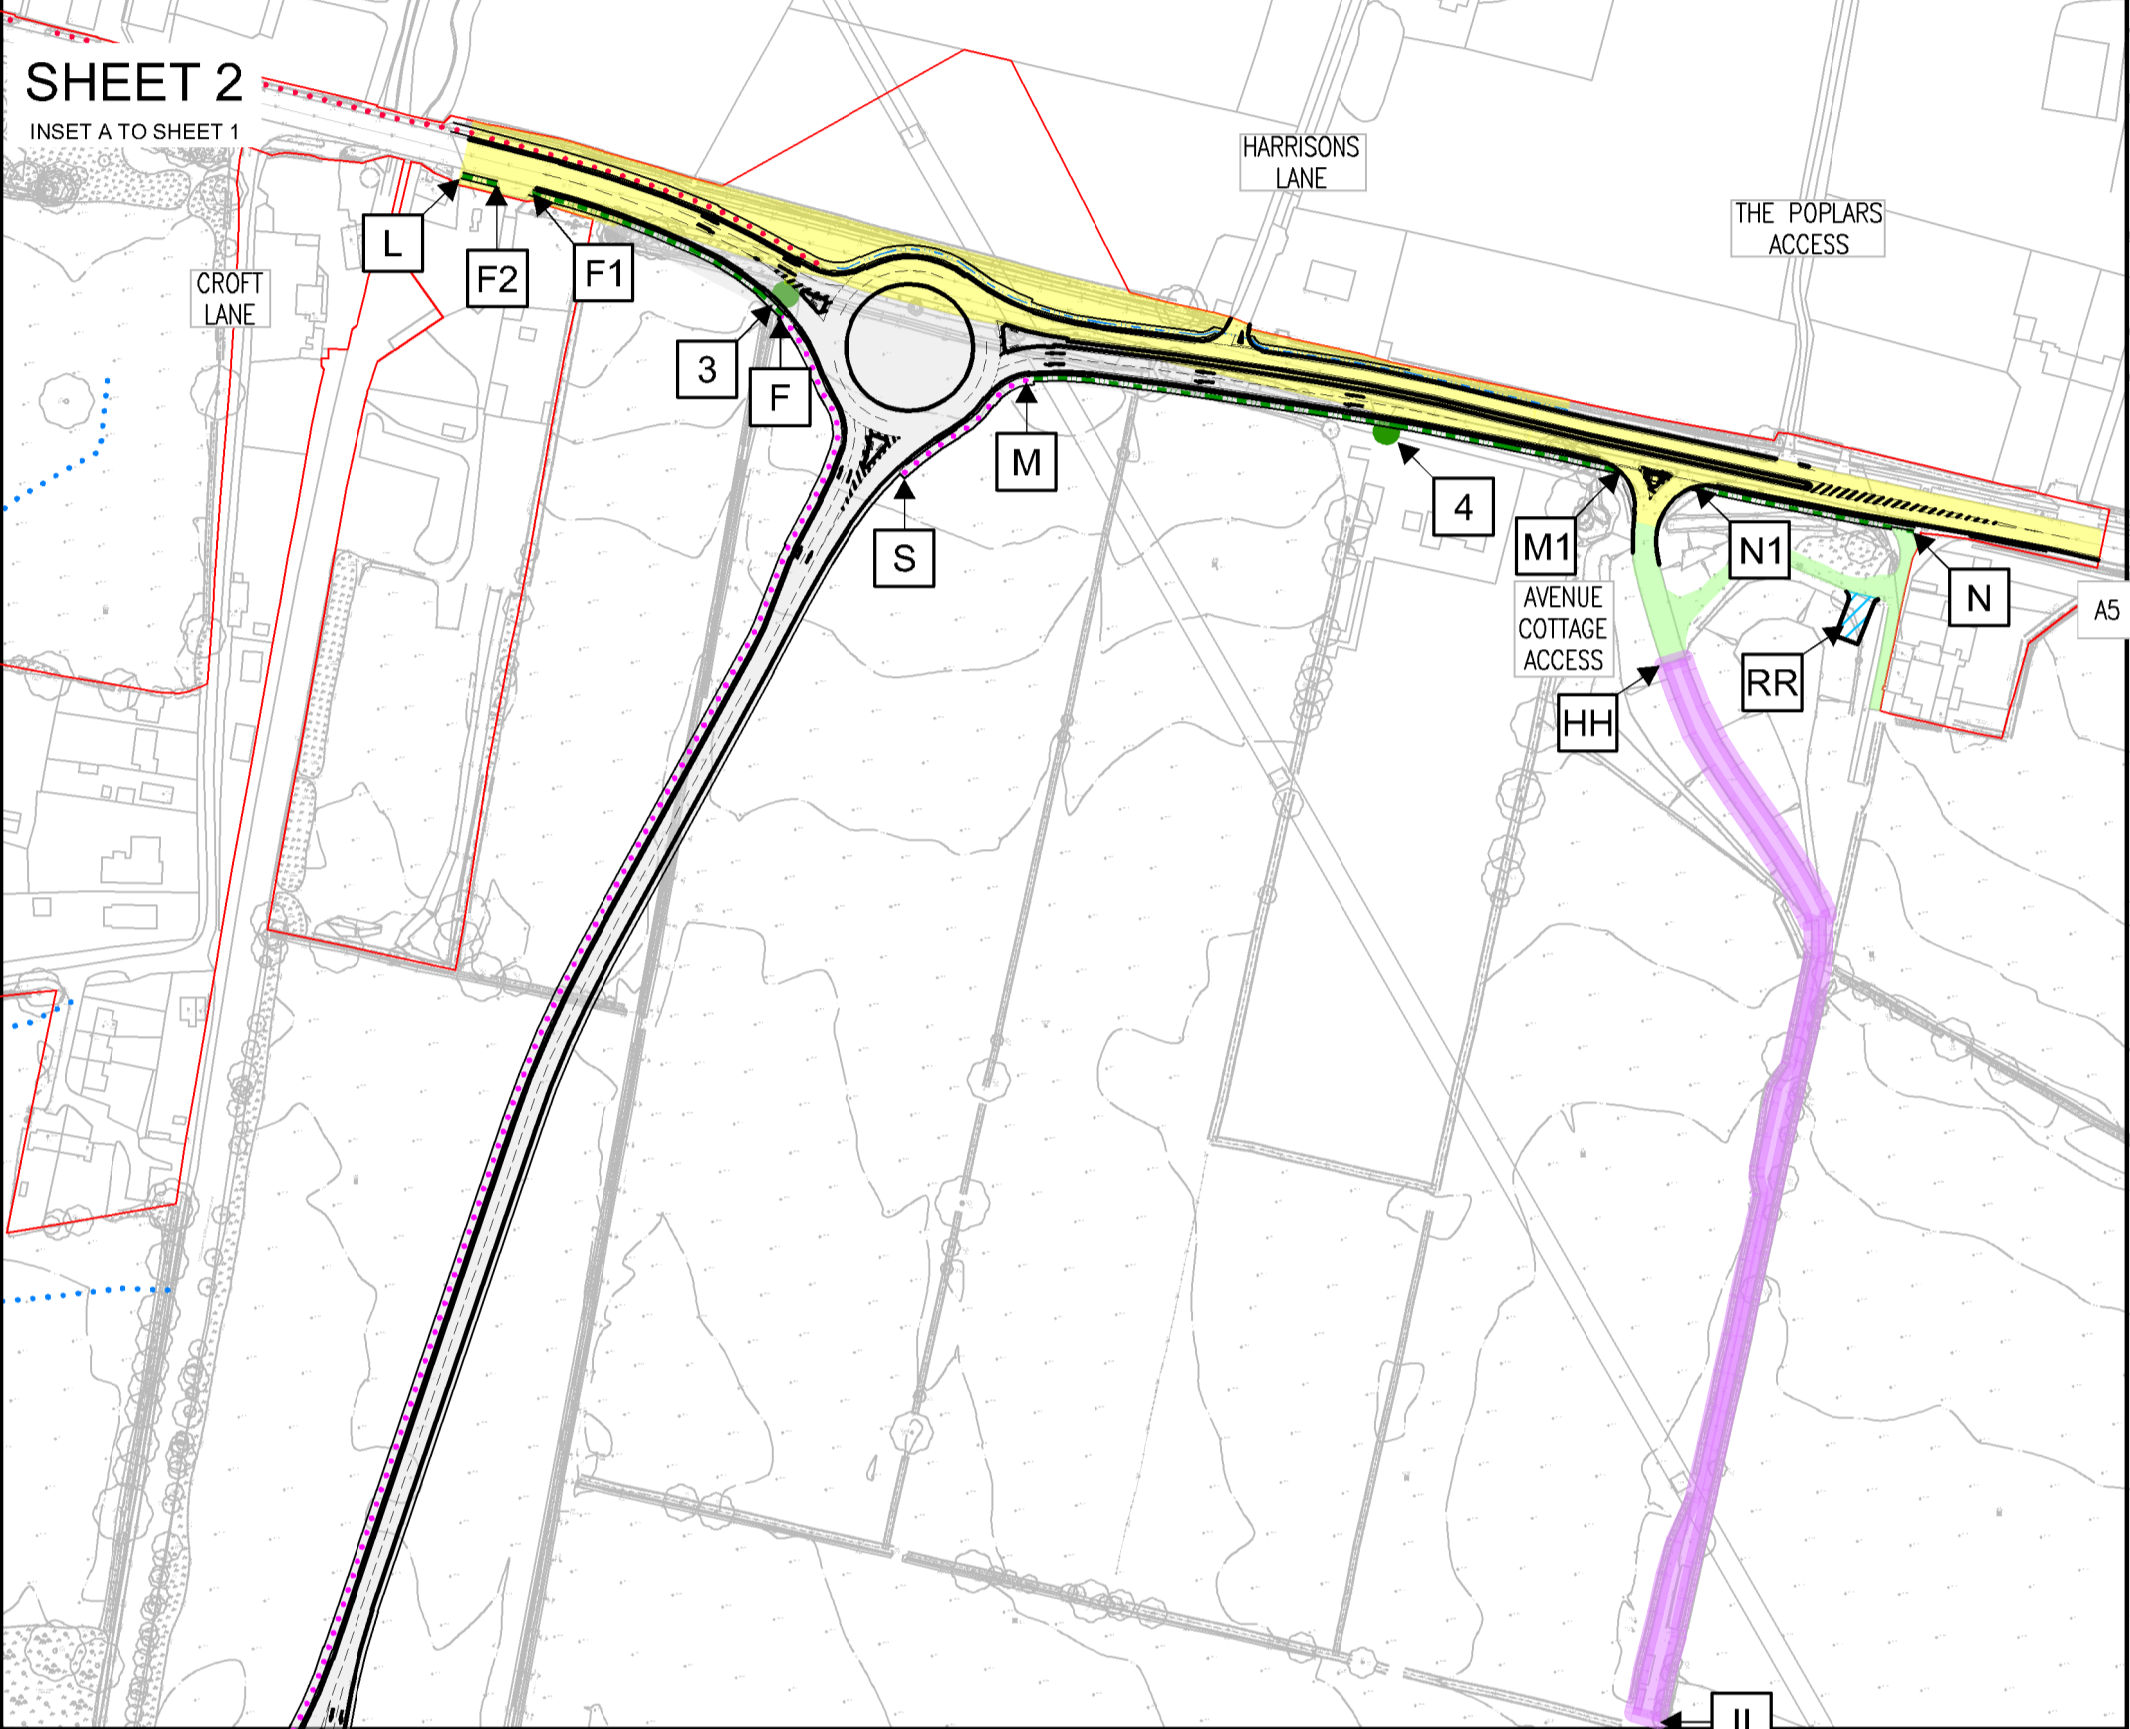 SHEET 2
INSET A TO SHEET 1
HARRISONS
LANE
THE POPLARS
ACCESS
L
F2
F1
CROFT
LANE
3
F
M
S
4
M1
N1
N
A5
AVENUE
COTTAGE
ACCESS
RR
HH